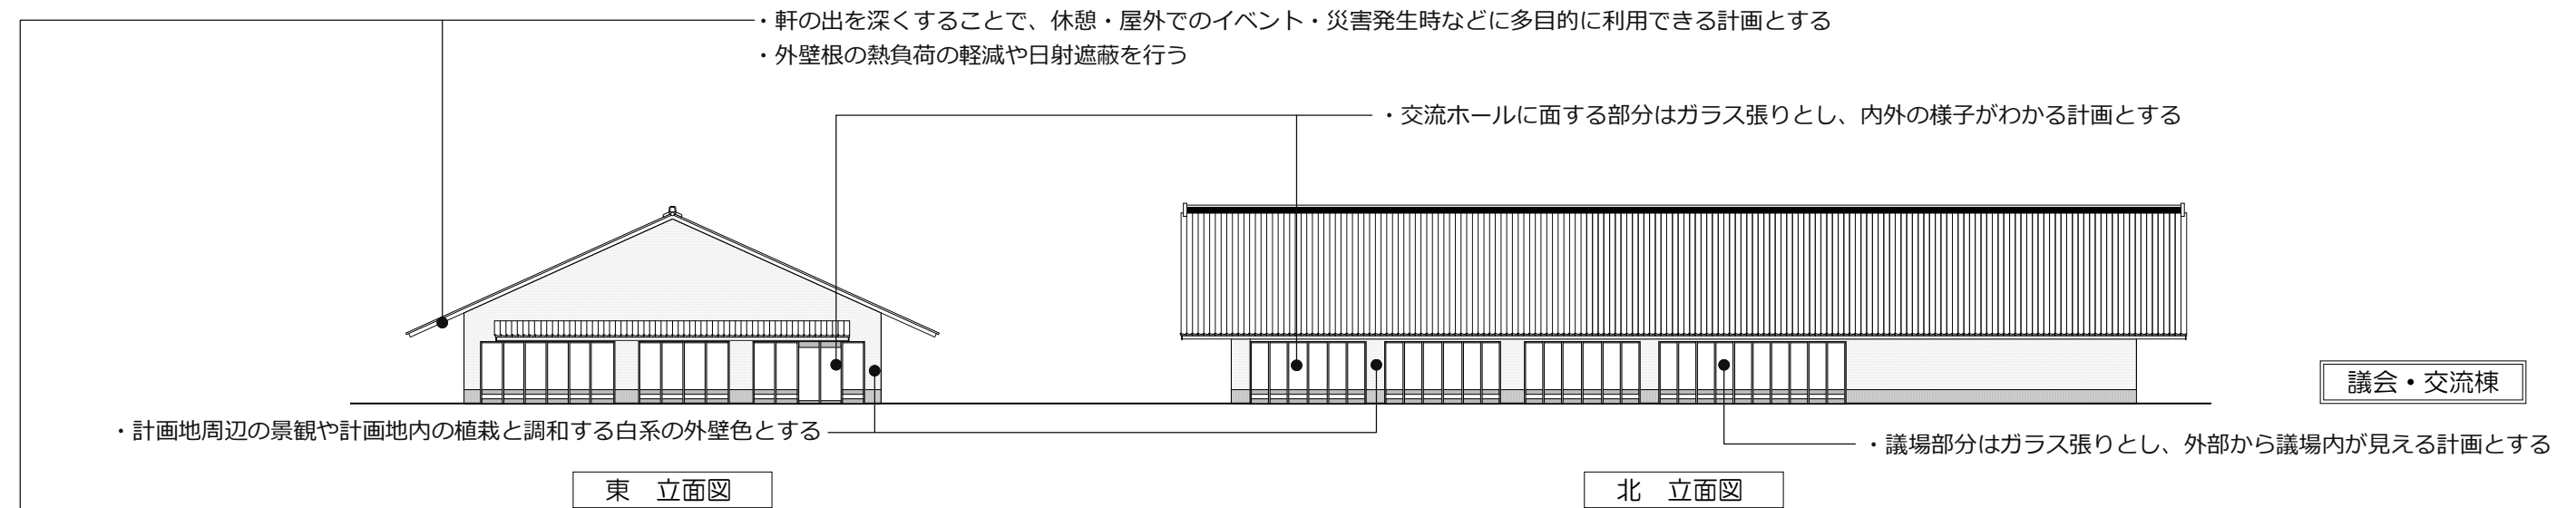 ・軒の出を深くすることで、休憩・屋外でのイベント・災害発生時などに多目的に利用できる計画とする
・外壁根の熱負荷の軽減や日射遮蔽を行う
・交流ホールに面する部分はガラス張りとし、内外の様子がわかる計画とする
議会・交流棟
・計画地周辺の景観や計画地内の植栽と調和する白系の外壁色とする
・議場部分はガラス張りとし、外部から議場内が見える計画とする
東　立面図
北　立面図